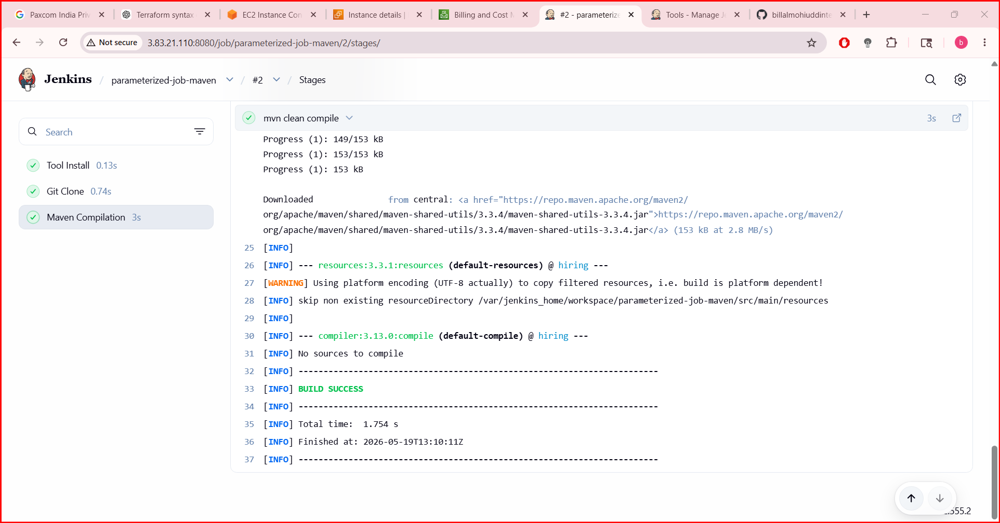 Paxcom India Priv
Terraform syntax
EC2 Instance Con
Instance details |
Billing and Cost M
#2 - parameterize
Tools - Manage Je
billalmohiuddinte
Not secure
3.83.21.110:8080/job/parameterized-job-maven/2/stages/
b
Jenkins / parameterized-job-maven / #2 / Stages
Search
Tool Install 0.13s
Git Clone 0.74s
Maven Compilation 3s
mvn clean compile 3s
Progress (1): 149/153 kB
Progress (1): 153/153 kB
Progress (1): 153 kB
Downloaded from central: <a href="https://repo.maven.apache.org/maven2/
org/apache/maven/shared/maven-shared-utils/3.3.4/maven-shared-utils-3.3.4.jar">https://repo.maven.apache.org/maven2/
org/apache/maven/shared/maven-shared-utils/3.3.4/maven-shared-utils-3.3.4.jar</a> (153 kB at 2.8 MB/s)
25 [INFO]
26 [INFO] --- resources:3.3.1:resources (default-resources) @ hiring ---
27 [WARNING] Using platform encoding (UTF-8 actually) to copy filtered resources, i.e. build is platform dependent!
28 [INFO] skip non existing resourceDirectory /var/jenkins_home/workspace/parameterized-job-maven/src/main/resources
29 [INFO]
30 [INFO] --- compiler:3.13.0:compile (default-compile) @ hiring ---
31 [INFO] No sources to compile
32 [INFO] ------------------------------------------------------------------------
33 [INFO] BUILD SUCCESS
34 [INFO] ------------------------------------------------------------------------
35 [INFO] Total time:  1.754 s
36 [INFO] Finished at: 2026-05-19T13:10:11Z
37 [INFO] ------------------------------------------------------------------------